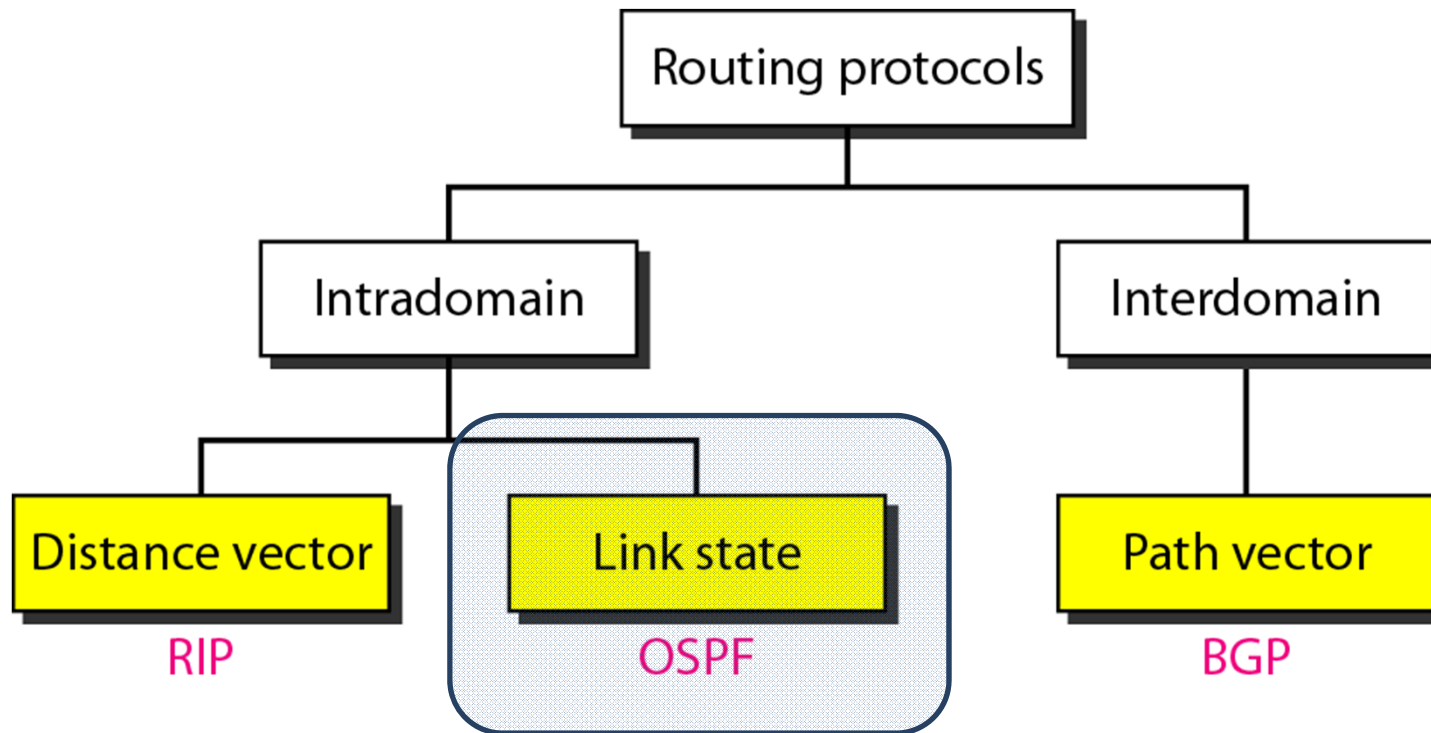 Routing protocols
Intradomain
Interdomain
Distance vector
Link state
Path vector
RIP
OSPF
BGP